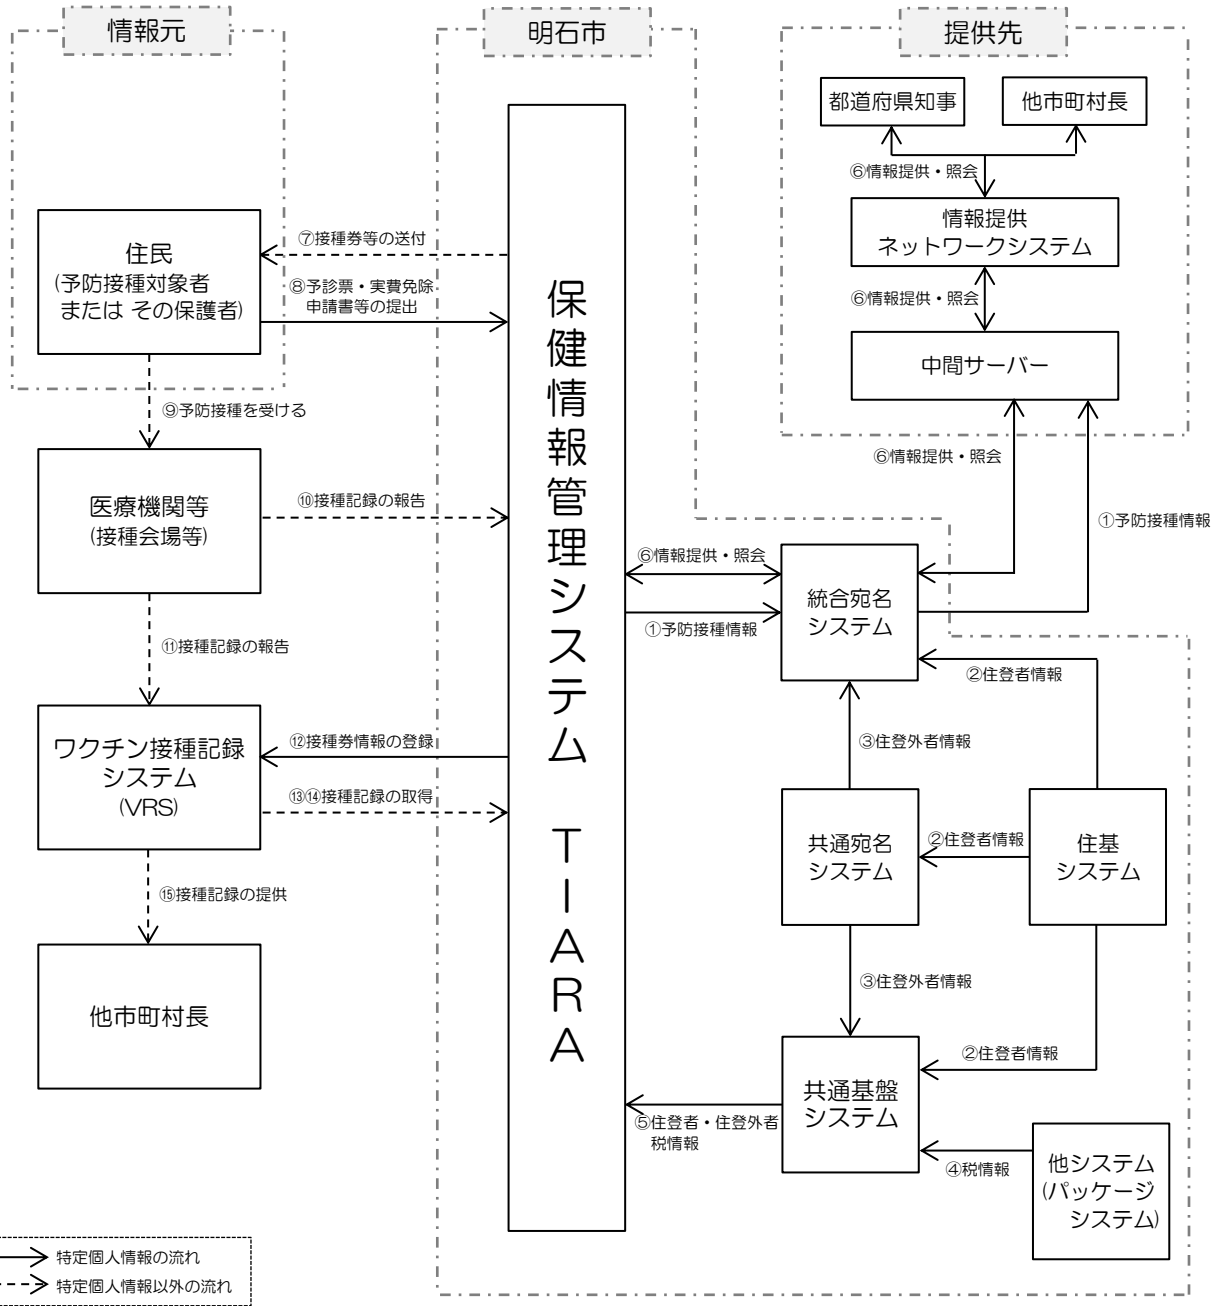 情報元
明石市
提供先
都道府県知事
他市町村長
⑥情報提供・照会
情報提供
ネットワークシステム
⑥情報提供・照会
中間サーバー
⑥情報提供・照会
①予防接種情報
住民
(予防接種対象者
または その保護者)
⑦接種券等の送付
⑧予診票・実費免除
申請書等の提出
⑨予防接種を受ける
医療機関等
(接種会場等)
⑩接種記録の報告
⑪接種記録の報告
ワクチン接種記録
システム
(VRS)
⑫接種券情報の登録
⑬⑭接種記録の取得
⑮接種記録の提供
他市町村長
保健情報管理システム TIARA
⑥情報提供・照会
①予防接種情報
統合宛名
システム
②住登者情報
③住登外者情報
共通宛名
システム
②住登者情報
住基
システム
③住登外者情報
②住登者情報
共通基盤
システム
⑤住登者・住登外者
税情報
④税情報
他システム
(パッケージ
システム)
特定個人情報の流れ
特定個人情報以外の流れ